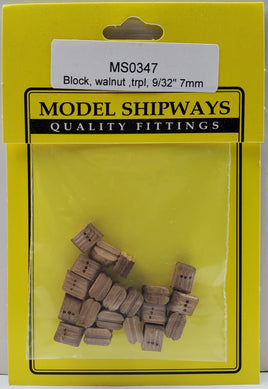 MS0347
Block, walnut ,trpl, 9/32" 7mm
MODEL SHIPWAYS
QUALITY FITTINGS